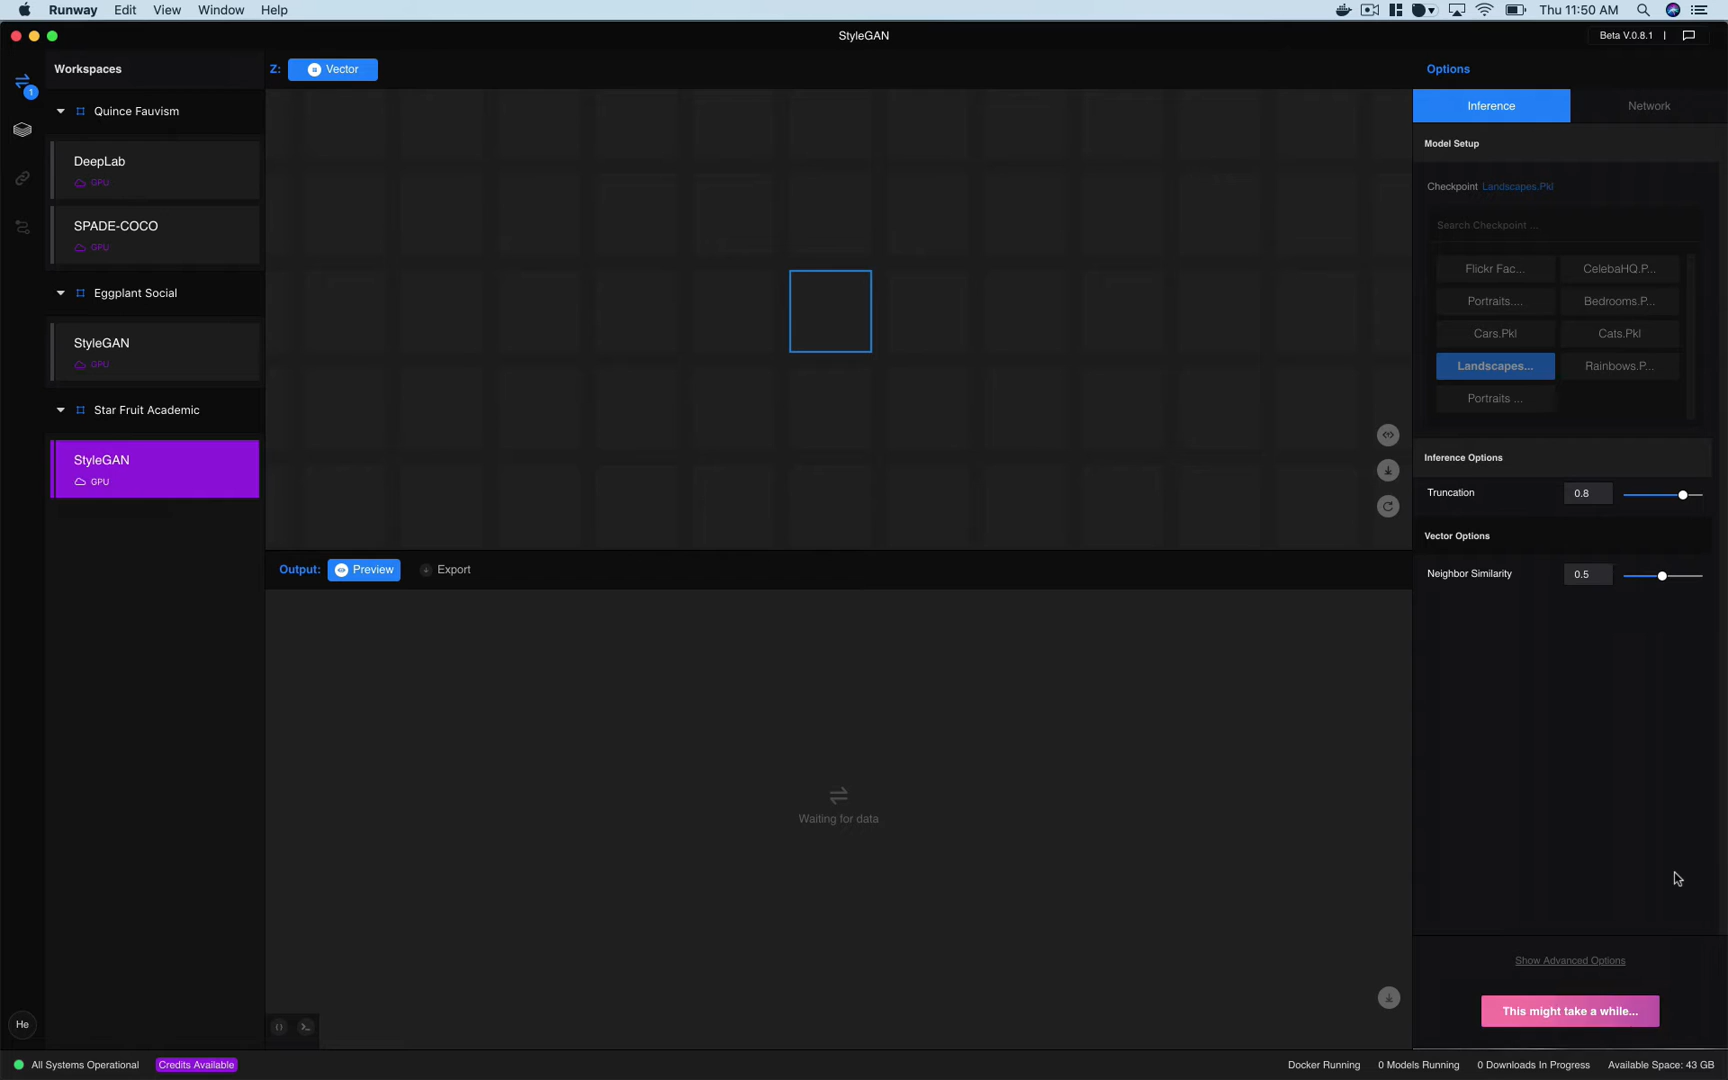 Runway Edit View Window Help
Thu 11:50 AM
StyleGAN
Beta V.0.8.1 |
Workspaces
Z: Vector
Options
1
Quince Fauvism
DeepLab
GPU
SPADE-COCO
GPU
Eggplant Social
StyleGAN
GPU
Star Fruit Academic
StyleGAN
GPU
Inference
Network
Model Setup
Checkpoint Landscapes.Pkl
Search Checkpoint ...
Flickr Fac...
CelebaHQ.P...
Portraits....
Bedrooms.P...
Cars.Pkl
Cats.Pkl
Landscapes...
Rainbows.P...
Portraits ...
Inference Options
Truncation 0.8
Vector Options
Neighbor Similarity 0.5
Output: Preview Export
Waiting for data
Show Advanced Options
This might take a while...
He
All Systems Operational
Credits Available
Docker Running
0 Models Running
0 Downloads In Progress
Available Space: 43 GB